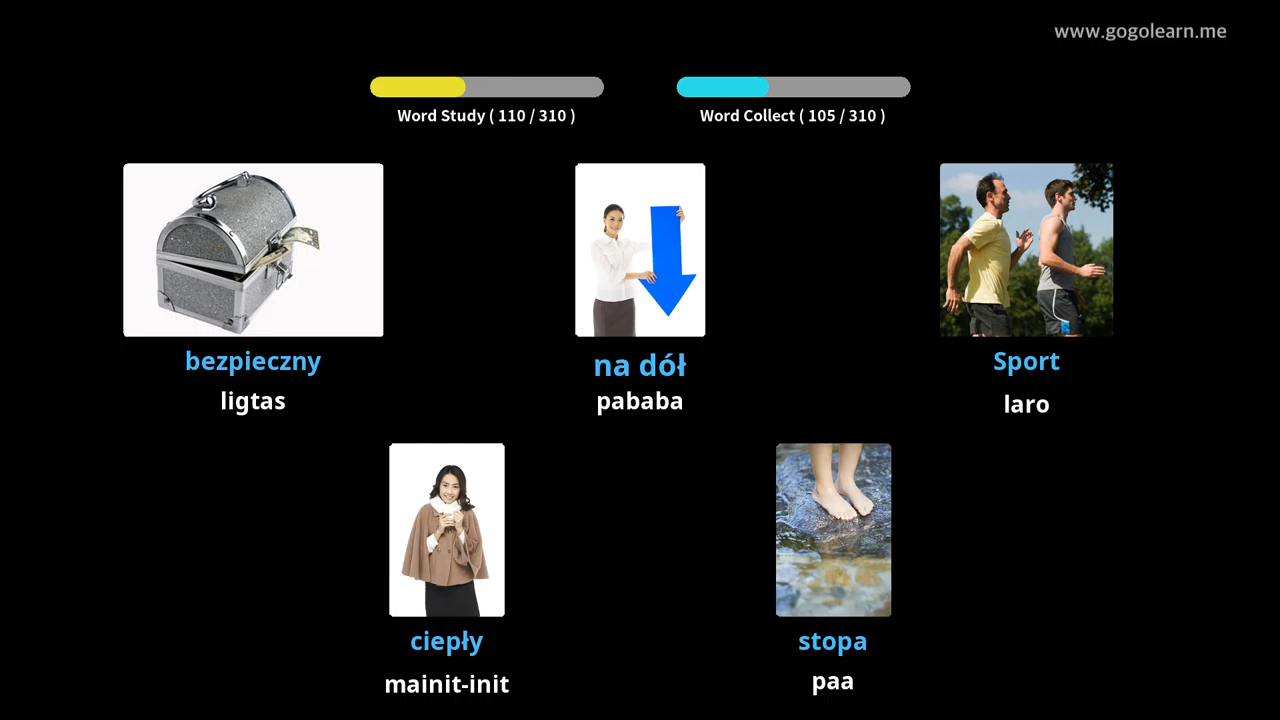 www.gogolearn.me
Word Study ( 110 / 310 )
Word Collect ( 105 / 310 )
bezpieczny
ligtas
na dół
pababa
Sport
laro
ciepły
mainit-init
stopa
paa